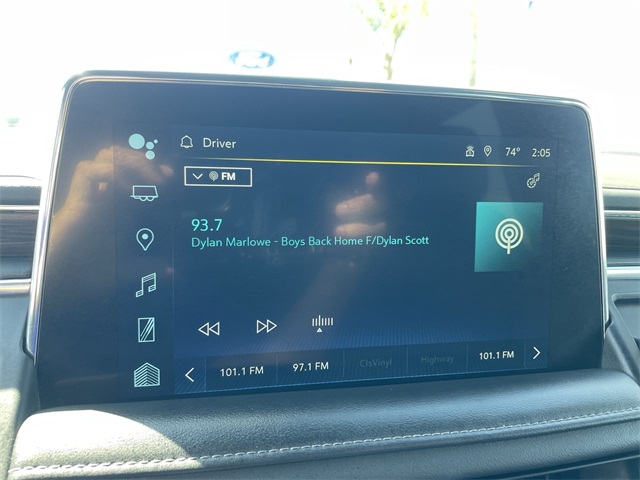 Driver
74° 2:05
FM
93.7
Dylan Marlowe - Boys Back Home F/Dylan Scott
101.1 FM 97.1 FM ClsVinyl Highway 101.1 FM